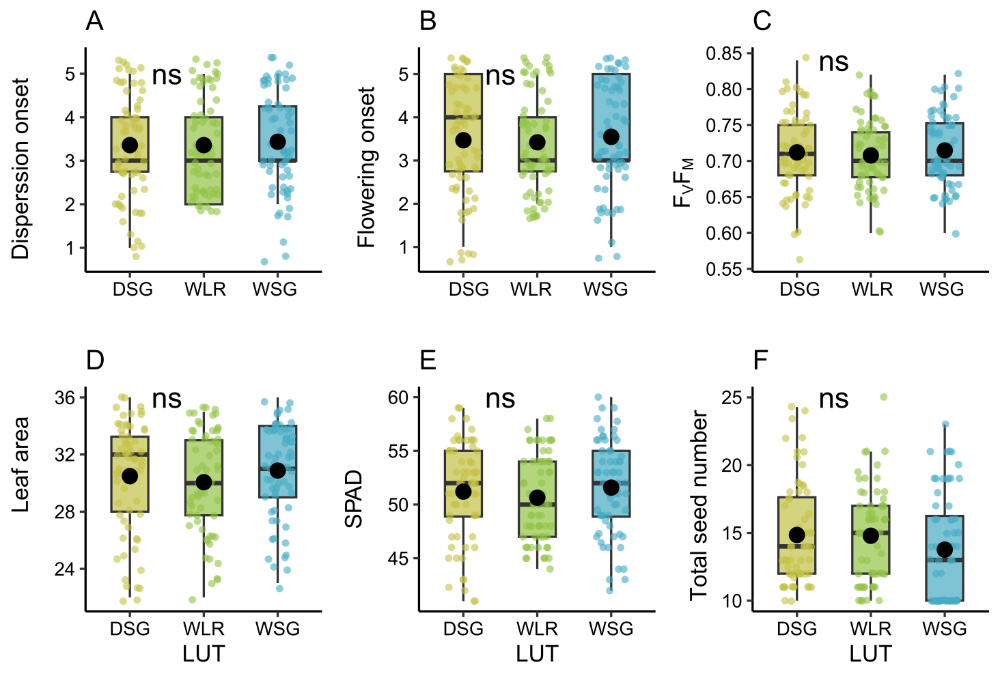 A
Disperssion onset
ns
5
4
3
2
1
DSG WLR WSG
B
Flowering onset
ns
5
4
3
2
1
DSG WLR WSG
C
FVFM
ns
0.85
0.80
0.75
0.70
0.65
0.60
0.55
DSG WLR WSG
D
Leaf area
ns
36
32
28
24
DSG WLR WSG
LUT
E
SPAD
ns
60
55
50
45
DSG WLR WSG
LUT
F
Total seed number
ns
25
20
15
10
DSG WLR WSG
LUT